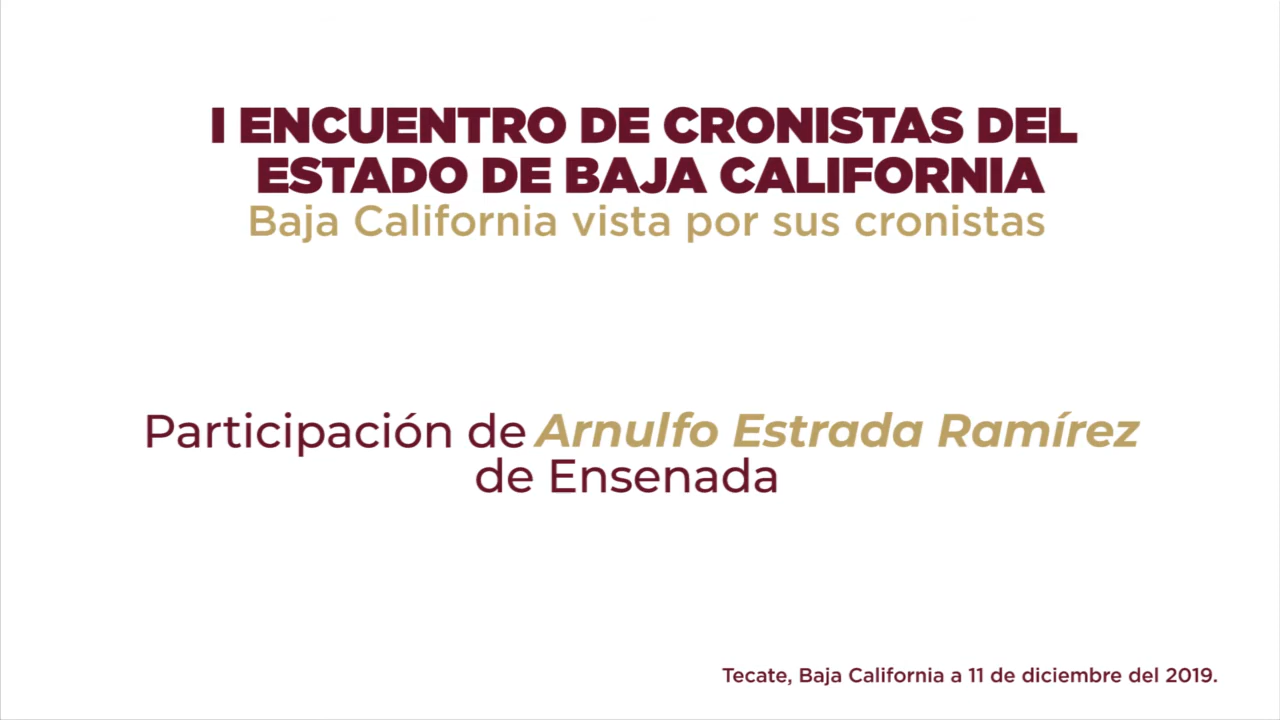 I ENCUENTRO DE CRONISTAS DEL
ESTADO DE BAJA CALIFORNIA
Baja California vista por sus cronistas
Participación de Arnulfo Estrada Ramírez
de Ensenada
Tecate, Baja California a 11 de diciembre del 2019.